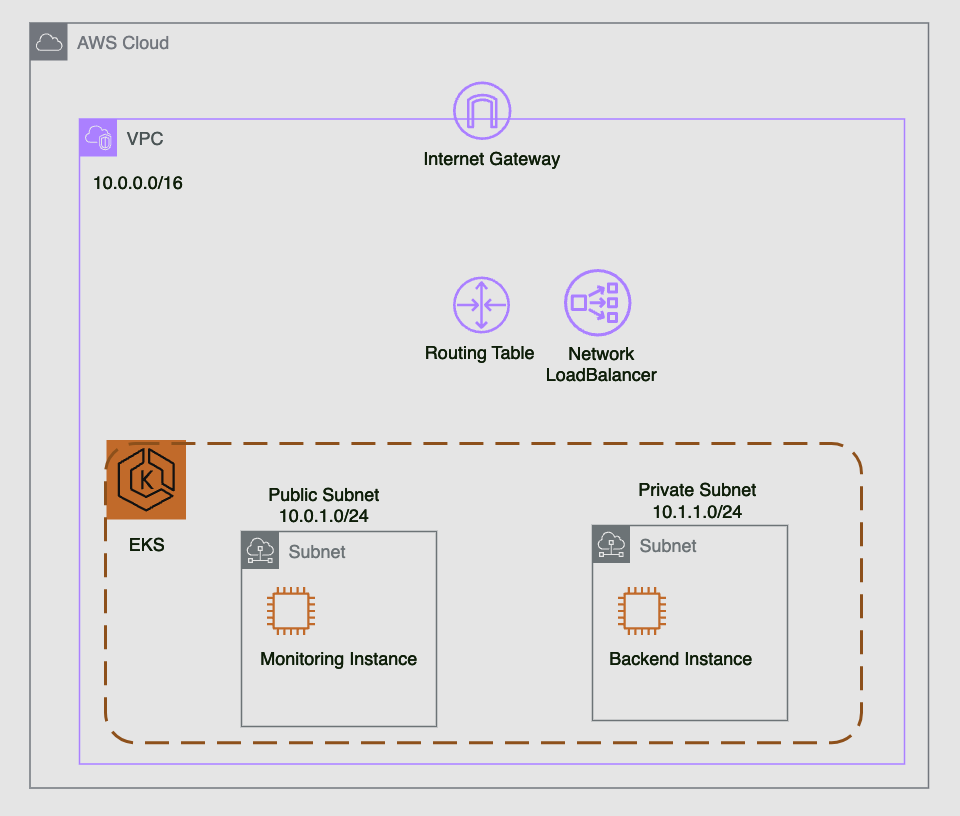 AWS Cloud
VPC
Internet Gateway
10.0.0.0/16
Routing Table
Network
LoadBalancer
K
EKS
Public Subnet
10.0.1.0/24
Subnet
Monitoring Instance
Private Subnet
10.1.1.0/24
Subnet
Backend Instance